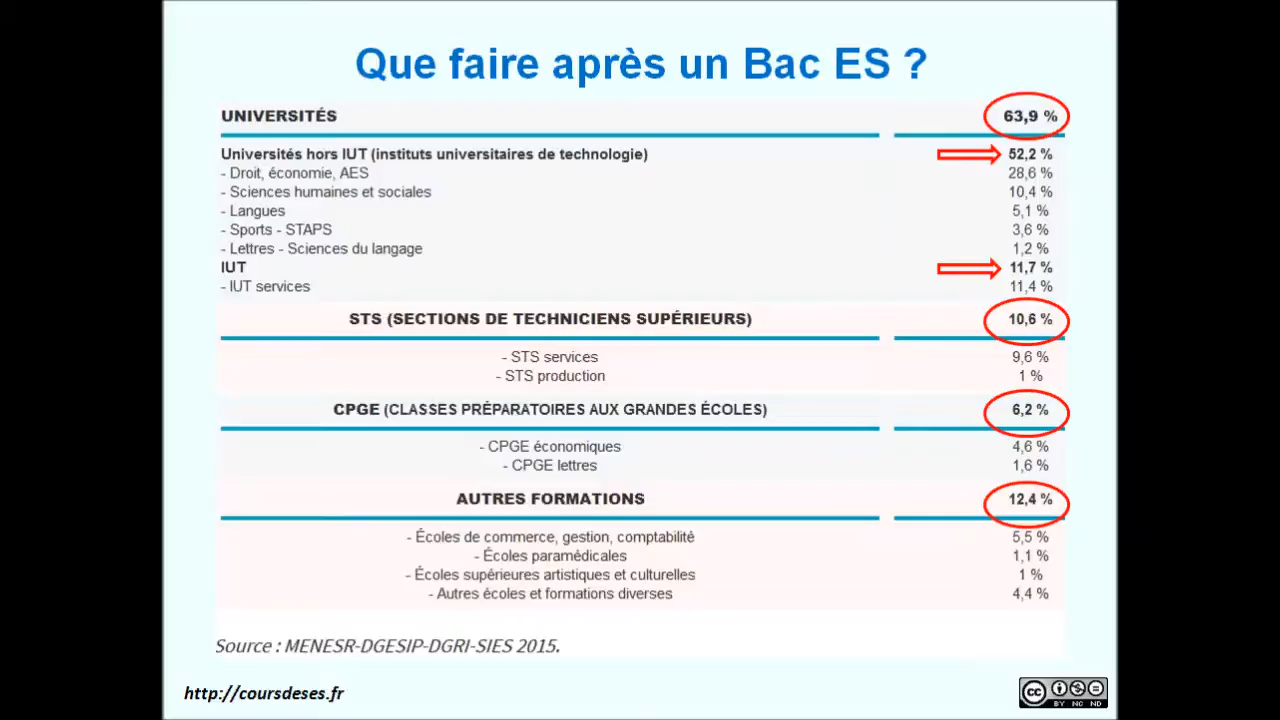 Que faire après un Bac ES ?
UNIVERSITÉS 63,9 %
Universités hors IUT (instituts universitaires de technologie) 52,2 %
- Droit, économie, AES 28,6 %
- Sciences humaines et sociales 10,4 %
- Langues 5,1 %
- Sports - STAPS 3,6 %
- Lettres - Sciences du langage 1,2 %
IUT 11,7 %
- IUT services 11,4 %
STS (SECTIONS DE TECHNICIENS SUPÉRIEURS) 10,6 %
- STS services 9,6 %
- STS production 1 %
CPGE (CLASSES PRÉPARATOIRES AUX GRANDES ÉCOLES) 6,2 %
- CPGE économiques 4,6 %
- CPGE lettres 1,6 %
AUTRES FORMATIONS 12,4 %
- Écoles de commerce, gestion, comptabilité 5,5 %
- Écoles paramédicales 1,1 %
- Écoles supérieures artistiques et culturelles 1 %
- Autres écoles et formations diverses 4,4 %
Source : MENESR-DGESIP-DGRI-SIES 2015.
http://coursdeses.fr
cc
BY NC ND